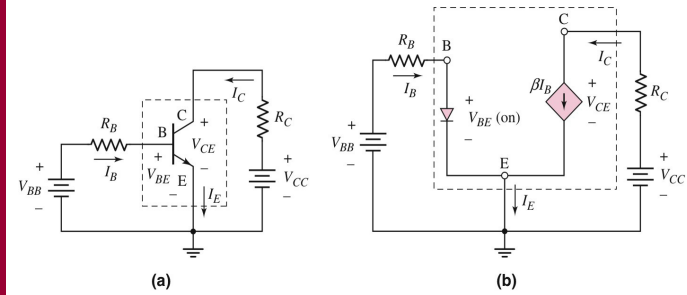 C
I_C
R_C
R_B
B
C
+
V_CE
–
I_B
+
V_BE
–
E
I_E
+
V_BB
–
+
V_CC
–
(a)
C
I_C
R_B
B
I_B
+
V_BE (on)
–
βI_B
+
V_CE
–
R_C
+
V_BB
–
+
V_CC
–
E
I_E
(b)